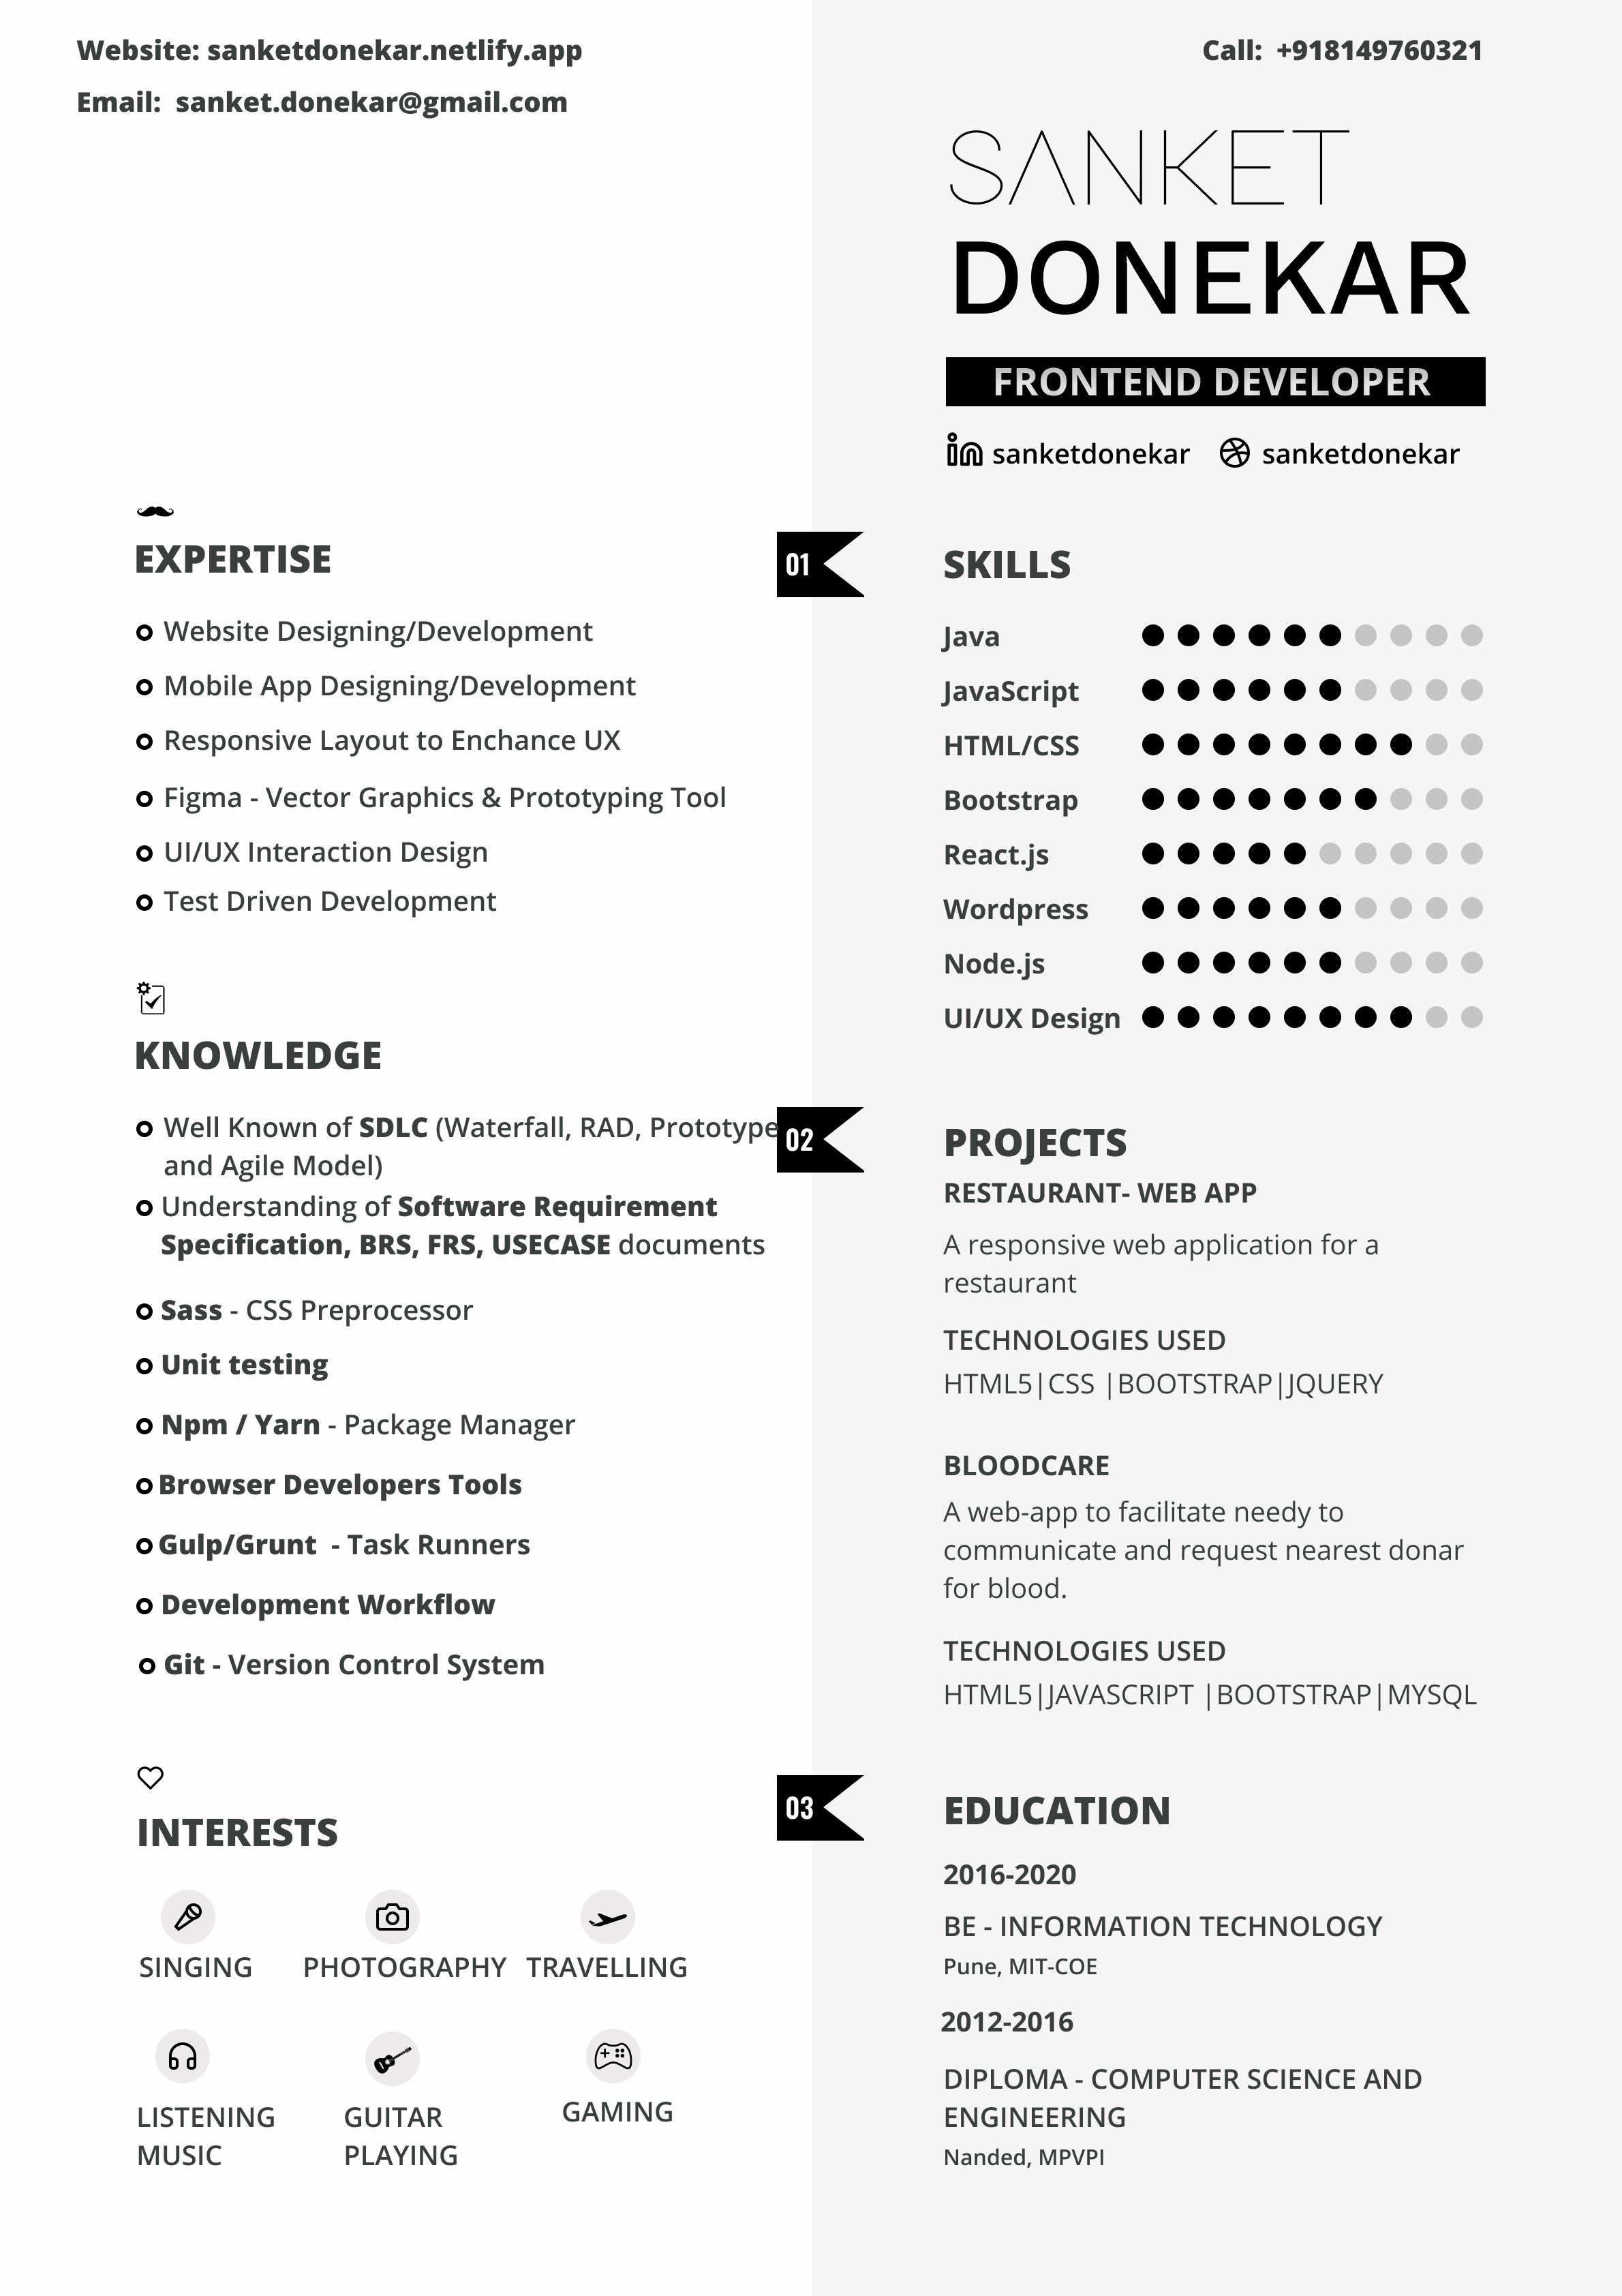 Website: sanketdonekar.netlify.app
Email: sanket.donekar@gmail.com
Call: +918149760321
SANKET
DONEKAR
FRONTEND DEVELOPER
sanketdonekar sanketdonekar
EXPERTISE
Website Designing/Development
Mobile App Designing/Development
Responsive Layout to Enchance UX
Figma - Vector Graphics & Prototyping Tool
UI/UX Interaction Design
Test Driven Development
KNOWLEDGE
Well Known of SDLC (Waterfall, RAD, Prototype
and Agile Model)
Understanding of Software Requirement
Specification, BRS, FRS, USECASE documents
Sass - CSS Preprocessor
Unit testing
Npm / Yarn - Package Manager
Browser Developers Tools
Gulp/Grunt - Task Runners
Development Workflow
Git - Version Control System
INTERESTS
SINGING PHOTOGRAPHY TRAVELLING
LISTENING
MUSIC
GUITAR
PLAYING
GAMING
01
SKILLS
Java
JavaScript
HTML/CSS
Bootstrap
React.js
Wordpress
Node.js
UI/UX Design
02
PROJECTS
RESTAURANT- WEB APP
A responsive web application for a
restaurant
TECHNOLOGIES USED
HTML5|CSS |BOOTSTRAP|JQUERY
BLOODCARE
A web-app to facilitate needy to
communicate and request nearest donar
for blood.
TECHNOLOGIES USED
HTML5|JAVASCRIPT |BOOTSTRAP|MYSQL
03
EDUCATION
2016-2020
BE - INFORMATION TECHNOLOGY
Pune, MIT-COE
2012-2016
DIPLOMA - COMPUTER SCIENCE AND
ENGINEERING
Nanded, MPVPI